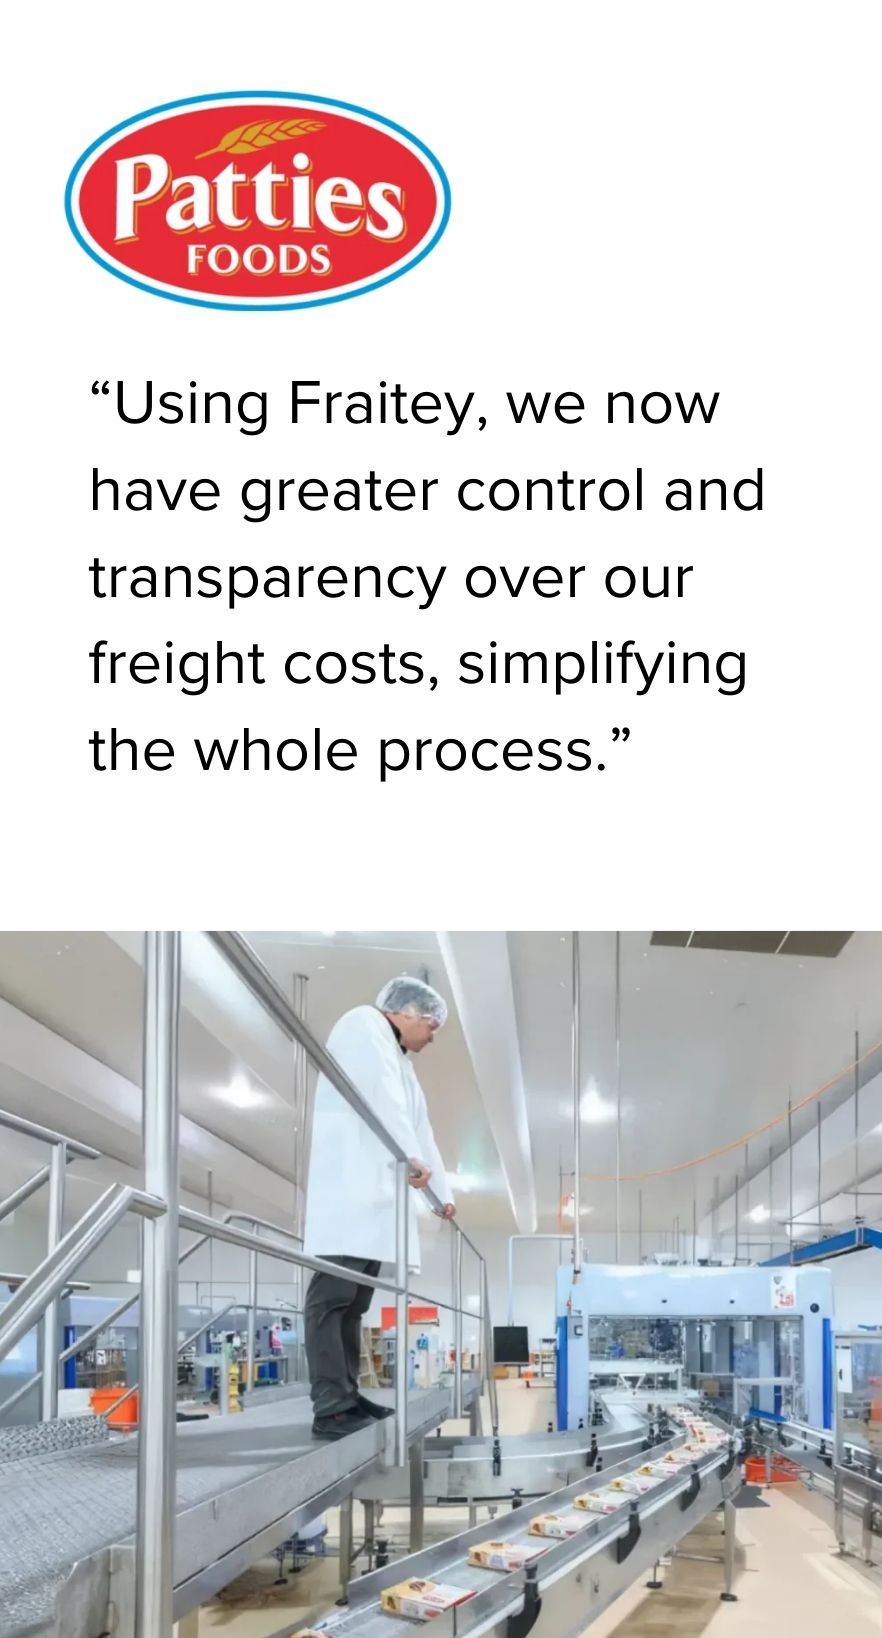 Patties
FOODS
“Using Fraitey, we now
have greater control and
transparency over our
freight costs, simplifying
the whole process.”